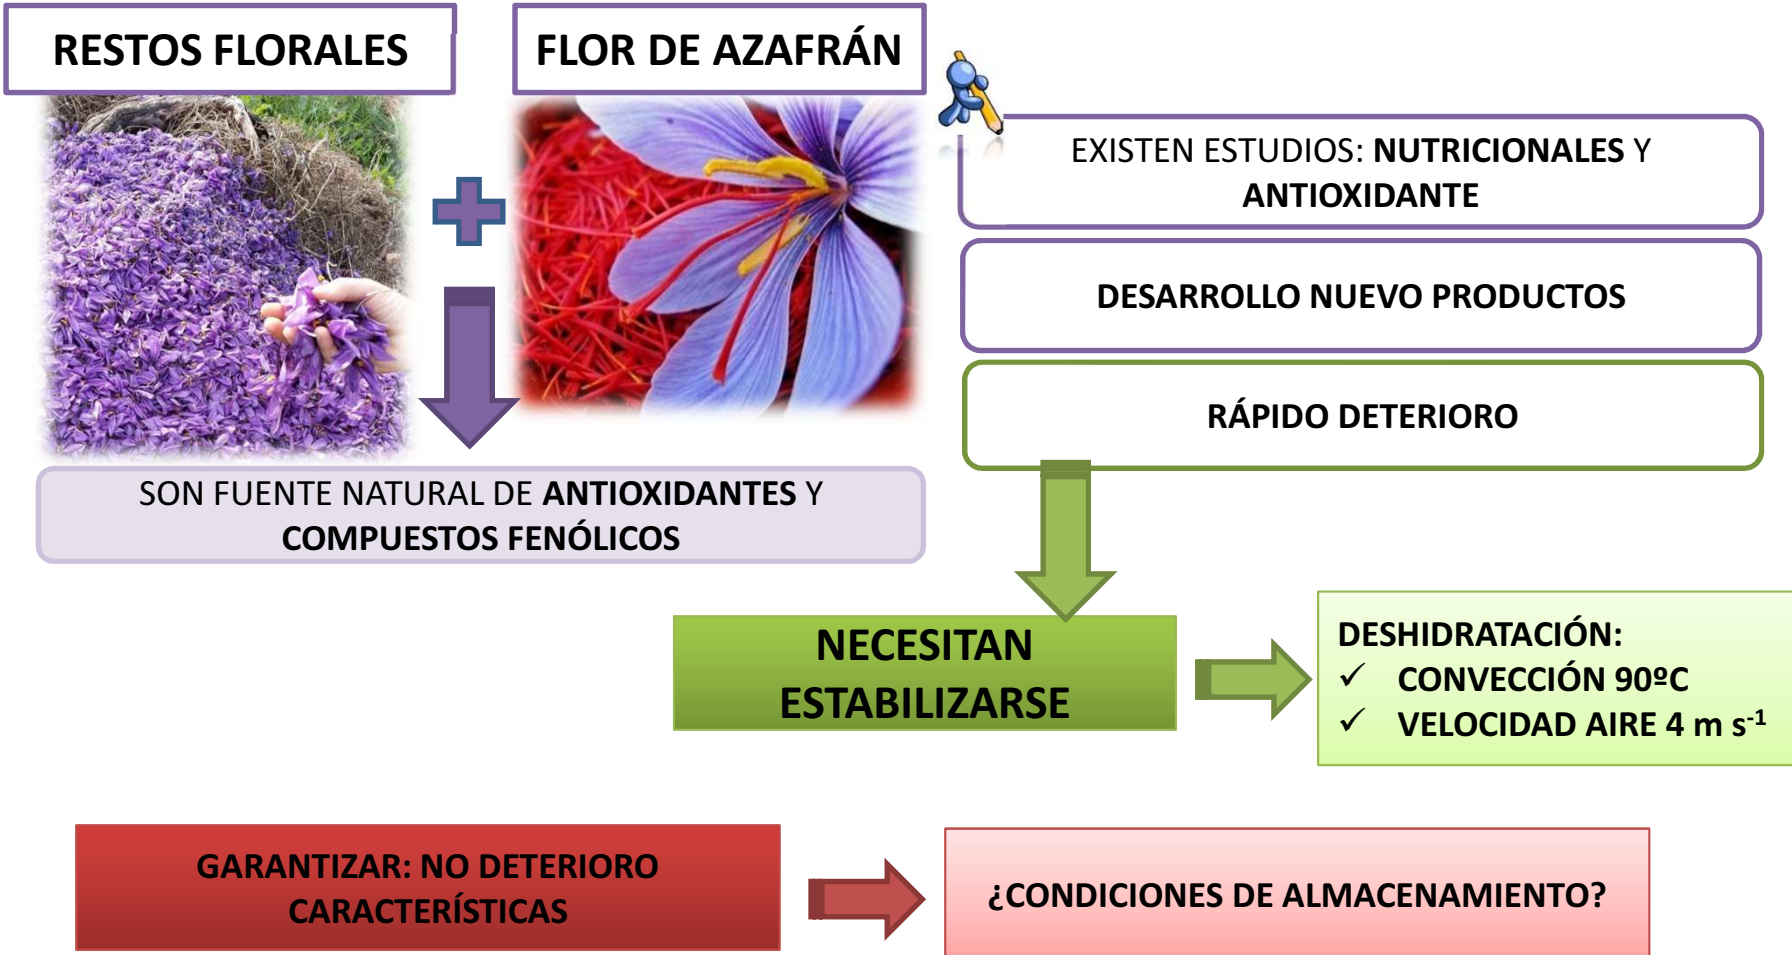 RESTOS FLORALES
FLOR DE AZAFRÁN
SON FUENTE NATURAL DE ANTIOXIDANTES Y
COMPUESTOS FENÓLICOS
EXISTEN ESTUDIOS: NUTRICIONALES Y
ANTIOXIDANTE
DESARROLLO NUEVO PRODUCTOS
RÁPIDO DETERIORO
NECESITAN
ESTABILIZARSE
DESHIDRATACIÓN:
✓ CONVECCIÓN 90ºC
✓ VELOCIDAD AIRE 4 m s⁻¹
GARANTIZAR: NO DETERIORO
CARACTERÍSTICAS
¿CONDICIONES DE ALMACENAMIENTO?